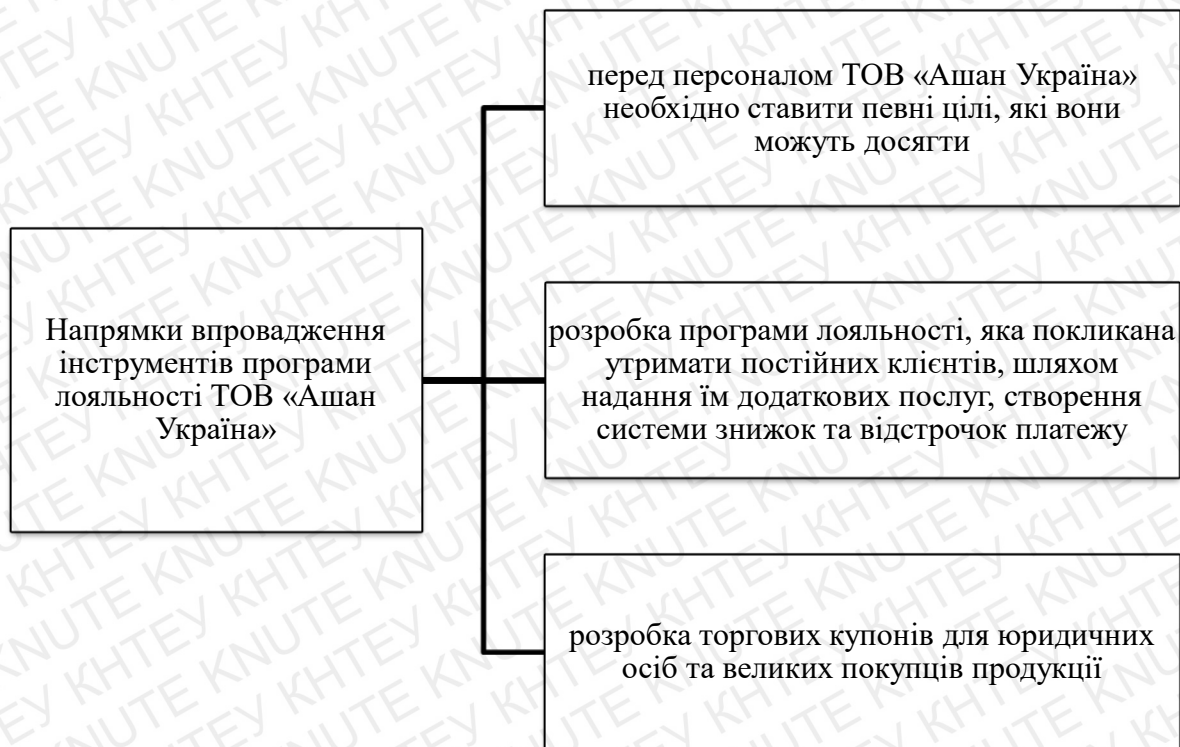 перед персоналом ТОВ «Ашан Україна»
необхідно ставити певні цілі, які вони
можуть досягти
Напрямки впровадження
інструментів програми
лояльності ТОВ «Ашан
Україна»
розробка програми лояльності, яка покликана
утримати постійних клієнтів, шляхом
надання їм додаткових послуг, створення
системи знижок та відстрочок платежу
розробка торгових купонів для юридичних
осіб та великих покупців продукції